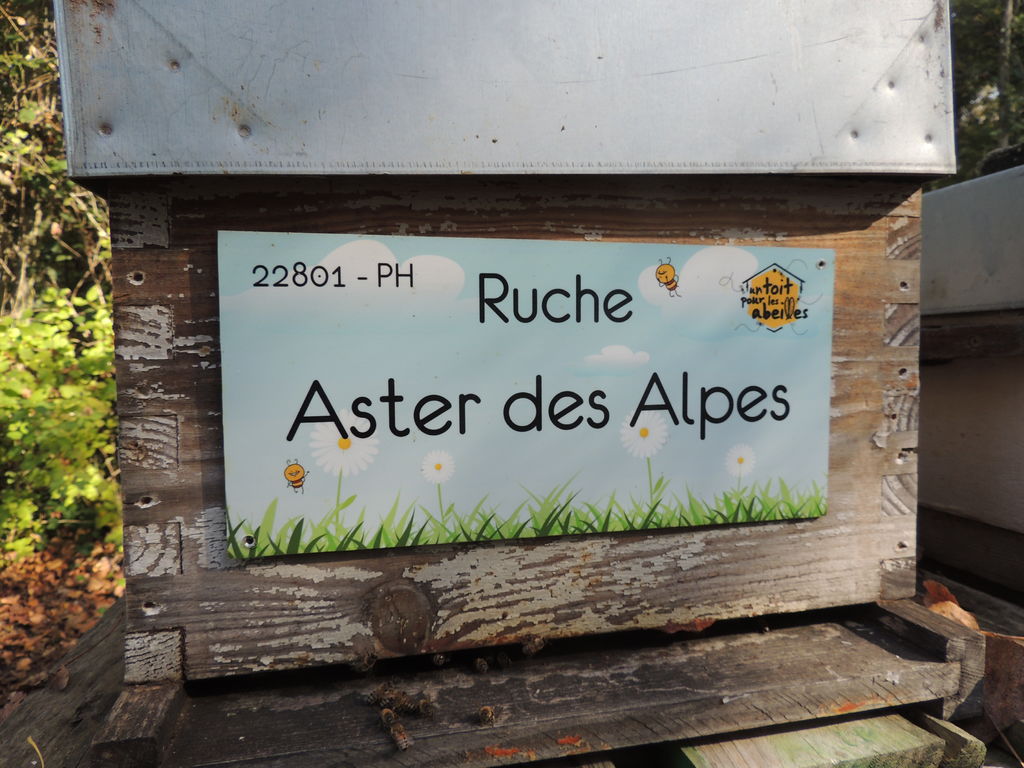 22801 - PH
Ruche
un toit
pour les
abeilles
Aster des Alpes